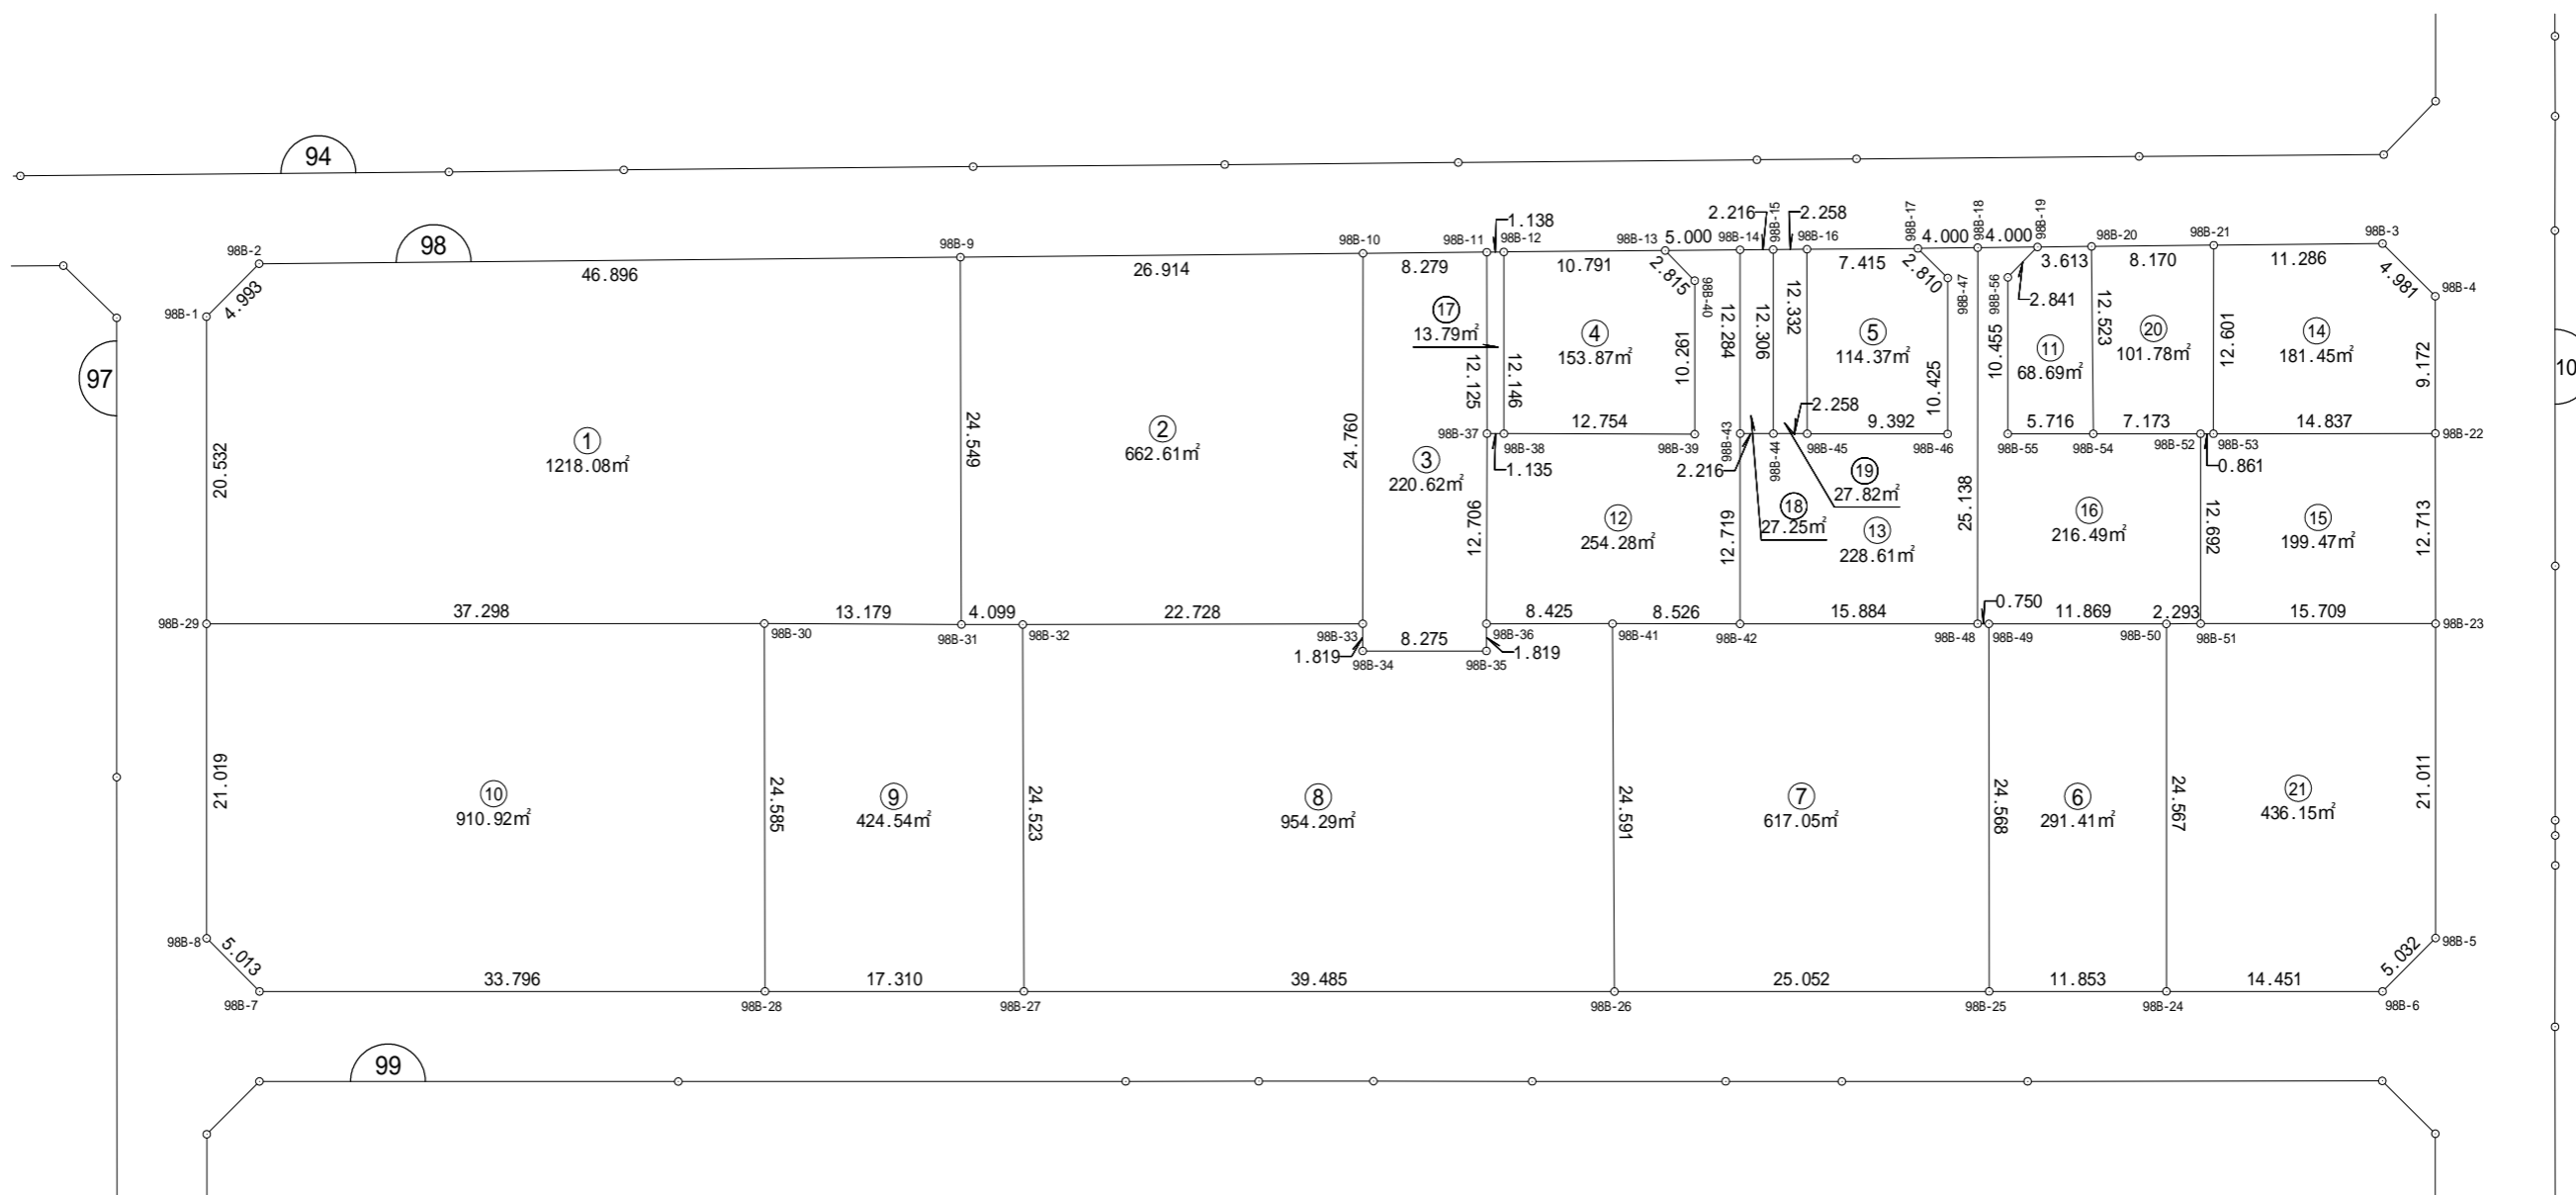 94
98
97
99
10
98B-1
98B-2
4.993
46.896
98B-9
26.914
98B-10
8.279
98B-11
1.138
98B-12
10.791
98B-13
5.000
98B-14
2.216
98B-15
2.258
98B-16
7.415
98B-17
4.000
98B-18
4.000
98B-19
3.613
98B-20
8.170
98B-21
11.286
98B-3
4.981
98B-4
20.532
①
1218.08㎡
24.549
②
662.61㎡
24.760
③
220.62㎡
⑰
13.79㎡
12.125
12.146
④
153.87㎡
2.815
98B-40
10.261
12.284
12.306
12.332
⑤
114.37㎡
2.810
98B-47
10.425
98B-56
2.841
10.455
⑪
68.69㎡
12.523
⑳
101.78㎡
12.601
⑭
181.45㎡
9.172
98B-37
98B-38
12.754
98B-39
98B-43
98B-44
2.258
98B-45
9.392
98B-46
98B-55
5.716
98B-54
7.173
98B-52
98B-53
14.837
98B-22
1.135
2.216
0.861
12.706
⑫
254.28㎡
12.719
⑱
27.25㎡
⑲
27.82㎡
⑬
228.61㎡
25.138
⑯
216.49㎡
12.692
⑮
199.47㎡
12.713
98B-29
37.298
98B-30
13.179
98B-31
4.099
98B-32
22.728
98B-33
1.819
98B-34
8.275
98B-35
1.819
98B-36
8.425
98B-41
8.526
98B-42
15.884
98B-48
0.750
98B-49
11.869
98B-50
2.293
98B-51
15.709
98B-23
21.019
⑩
910.92㎡
24.585
⑨
424.54㎡
24.523
⑧
954.29㎡
24.591
⑦
617.05㎡
24.568
⑥
291.41㎡
24.567
㉑
436.15㎡
21.011
98B-8
5.013
98B-7
33.796
98B-28
17.310
98B-27
39.485
98B-26
25.052
98B-25
11.853
98B-24
14.451
98B-6
5.032
98B-5